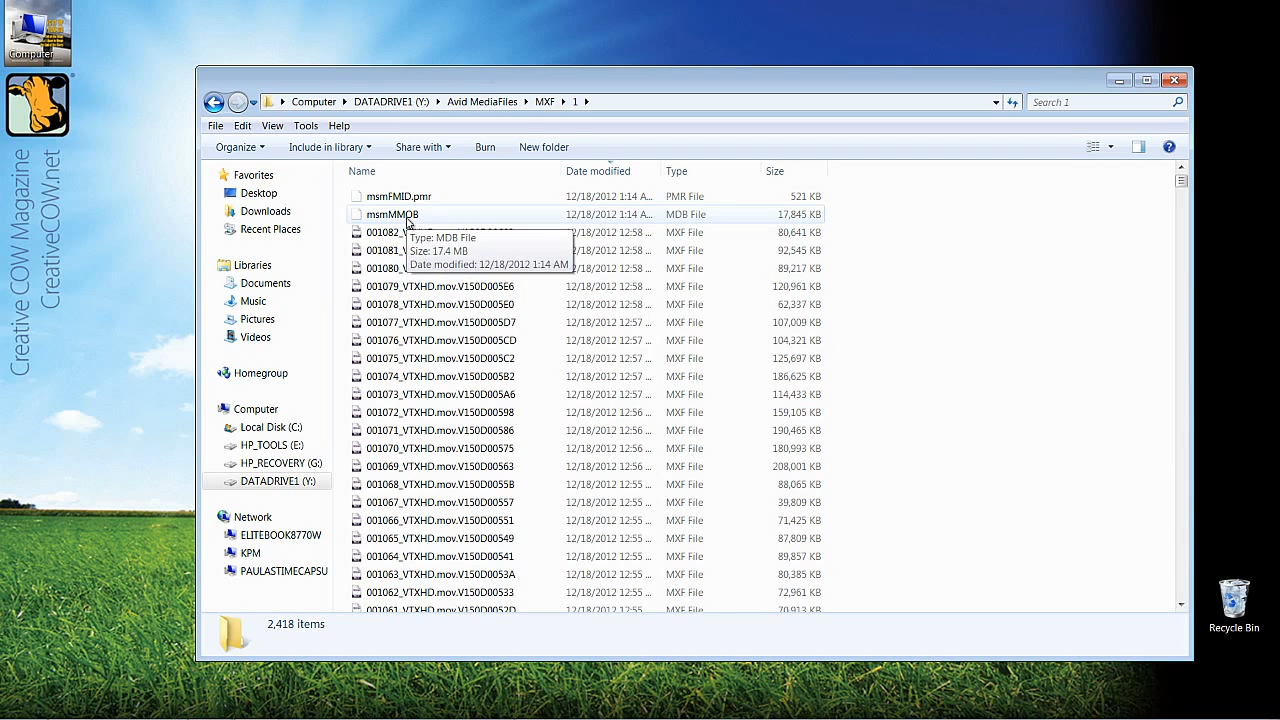 Computer
Creative COW Magazine
CreativeCOW.net
Computer DATADRIVE1 (Y:) Avid MediaFiles MXF 1
Search 1
File Edit View Tools Help
Organize Include in library Share with Burn New folder
Favorites
Desktop
Downloads
Recent Places
Libraries
Documents
Music
Pictures
Videos
Homegroup
Computer
Local Disk (C:)
HP_TOOLS (E:)
HP_RECOVERY (G:)
DATADRIVE1 (Y:)
Network
ELITEBOOK8770W
KPM
PAULASTIMECAPSU
Name Date modified Type Size
msmFMID.pmr 12/18/2012 1:14 A... PMR File 521 KB
msmMMOB 12/18/2012 1:14 A... MDB File 17,845 KB
001082_ 12/18/2012 12:58 ... MXF File 80,641 KB
001081_ 12/18/2012 12:58 ... MXF File 92,545 KB
001080_ 12/18/2012 12:58 ... MXF File 89,217 KB
Type: MDB File
Size: 17.4 MB
Date modified: 12/18/2012 1:14 AM
001079_VTXHD.mov.V150D005E6 12/18/2012 12:58 ... MXF File 120,961 KB
001078_VTXHD.mov.V150D005E0 12/18/2012 12:58 ... MXF File 62,337 KB
001077_VTXHD.mov.V150D005D7 12/18/2012 12:57 ... MXF File 107,009 KB
001076_VTXHD.mov.V150D005CD 12/18/2012 12:57 ... MXF File 104,321 KB
001075_VTXHD.mov.V150D005C2 12/18/2012 12:57 ... MXF File 125,697 KB
001074_VTXHD.mov.V150D005B2 12/18/2012 12:57 ... MXF File 186,625 KB
001073_VTXHD.mov.V150D005A6 12/18/2012 12:57 ... MXF File 114,433 KB
001072_VTXHD.mov.V150D00598 12/18/2012 12:56 ... MXF File 159,105 KB
001071_VTXHD.mov.V150D00586 12/18/2012 12:56 ... MXF File 190,465 KB
001070_VTXHD.mov.V150D00575 12/18/2012 12:56 ... MXF File 180,993 KB
001069_VTXHD.mov.V150D00563 12/18/2012 12:56 ... MXF File 208,001 KB
001068_VTXHD.mov.V150D0055B 12/18/2012 12:55 ... MXF File 88,065 KB
001067_VTXHD.mov.V150D00557 12/18/2012 12:55 ... MXF File 39,809 KB
001066_VTXHD.mov.V150D00551 12/18/2012 12:55 ... MXF File 71,425 KB
001065_VTXHD.mov.V150D00549 12/18/2012 12:55 ... MXF File 87,809 KB
001064_VTXHD.mov.V150D00541 12/18/2012 12:55 ... MXF File 89,857 KB
001063_VTXHD.mov.V150D0053A 12/18/2012 12:55 ... MXF File 80,385 KB
001062_VTXHD.mov.V150D00533 12/18/2012 12:55 ... MXF File 72,961 KB
001061_VTXHD.mov.V150D0052D 12/18/2012 12:55 ... MXF File 70,913 KB
2,418 items
Recycle Bin